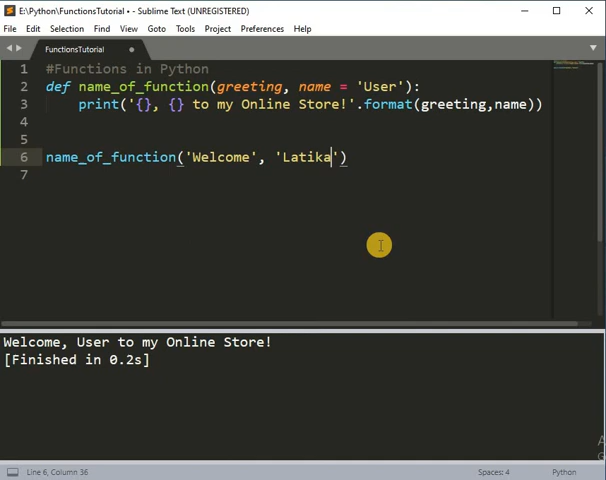 E:\Python\FunctionsTutorial • - Sublime Text (UNREGISTERED)
File Edit Selection Find View Goto Tools Project Preferences Help
FunctionsTutorial
1 #Functions in Python
2 def name_of_function(greeting, name = 'User'):
3 print('{}, {} to my Online Store!'.format(greeting,name))
4
5
6 name_of_function('Welcome', 'Latika')
7
Welcome, User to my Online Store!
[Finished in 0.2s]
Line 6, Column 36 Spaces: 4 Python